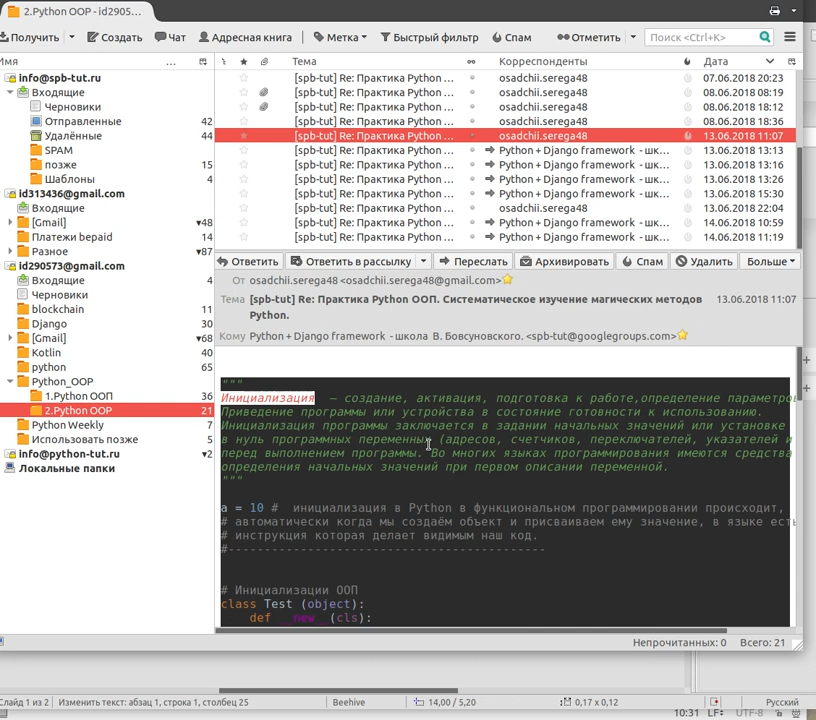 2.Python OOP - id2905...
Получить Создать Чат Адресная книга Метка Быстрый фильтр Спам Отметить Поиск <Ctrl+K>
Имя ... Тема Корреспонденты Дата
info@spb-tut.ru
Входящие
Черновики
Отправленные 42
Удалённые 44
SPAM
позже 15
Шаблоны 4
id313436@gmail.com
Входящие
[Gmail] ▾48
Платежи bepaid 14
Разное ▾87
id290573@gmail.com
Входящие 4
Черновики
blockchain 11
Django 30
[Gmail] ▾68
Kotlin 40
python 65
Python_OOP
1.Python ООП 36
2.Python OOP 21
Python Weekly 7
Использовать позже 5
info@python-tut.ru ▾2
Локальные папки
[spb-tut] Re: Практика Python ... osadchii.serega48 07.06.2018 20:23
[spb-tut] Re: Практика Python ... osadchii.serega48 08.06.2018 08:19
[spb-tut] Re: Практика Python ... osadchii.serega48 08.06.2018 18:12
[spb-tut] Re: Практика Python ... osadchii.serega48 08.06.2018 18:36
[spb-tut] Re: Практика Python ... osadchii.serega48 13.06.2018 11:07
[spb-tut] Re: Практика Python ... Python + Django framework - шк... 13.06.2018 13:13
[spb-tut] Re: Практика Python ... Python + Django framework - шк... 13.06.2018 13:16
[spb-tut] Re: Практика Python ... Python + Django framework - шк... 13.06.2018 13:26
[spb-tut] Re: Практика Python ... Python + Django framework - шк... 13.06.2018 15:30
[spb-tut] Re: Практика Python ... osadchii.serega48 13.06.2018 22:04
[spb-tut] Re: Практика Python ... Python + Django framework - шк... 14.06.2018 10:59
[spb-tut] Re: Практика Python ... Python + Django framework - шк... 14.06.2018 11:19
Ответить Ответить в рассылку Переслать Архивировать Спам Удалить Больше
От osadchii.serega48 <osadchii.serega48@gmail.com>
Тема [spb-tut] Re: Практика Python ООП. Систематическое изучение магических методов 13.06.2018 11:07
Python.
Кому Python + Django framework - школа В. Бовсуновского. <spb-tut@googlegroups.com>
"""
Инициализация — создание, активация, подготовка к работе,определение параметров
Приведение программы или устройства в состояние готовности к использованию.
Инициализация программы заключается в задании начальных значений или установке
в нуль программных переменных (адресов, счетчиков, переключателей, указателей и
перед выполнением программы. Во многих языках программирования имеются средства
определения начальных значений при первом описании переменной.
"""
a = 10 # инициализация в Python в функциональном программировании происходит,
# автоматически когда мы создаём объект и присваиваем ему значение, в языке есть
# инструкция которая делает видимым наш код.
#-----------------------------------------
# Инициализации ООП
class Test (object):
def __new__(cls):
Непрочитанных: 0 Всего: 21
Слайд 1 из 2 Изменить текст: абзац 1, строка 1, столбец 25 Beehive 14,00 / 5,20 0,17 x 0,12 Русский
10:31 LF÷ UTF-8